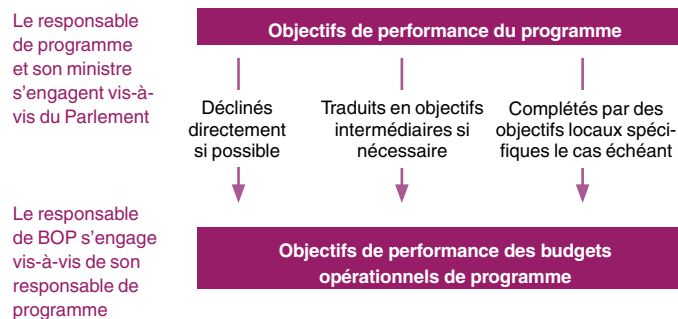 Le responsable
de programme
et son ministre
s'engagent vis-à-
vis du Parlement
Objectifs de performance du programme
Déclinés
directement
si possible
Traduits en objectifs
intermédiaires si
nécessaire
Complétés par des
objectifs locaux spéci-
fiques le cas échéant
Le responsable
de BOP s'engage
vis-à-vis de son
responsable de
programme
Objectifs de performance des budgets
opérationnels de programme